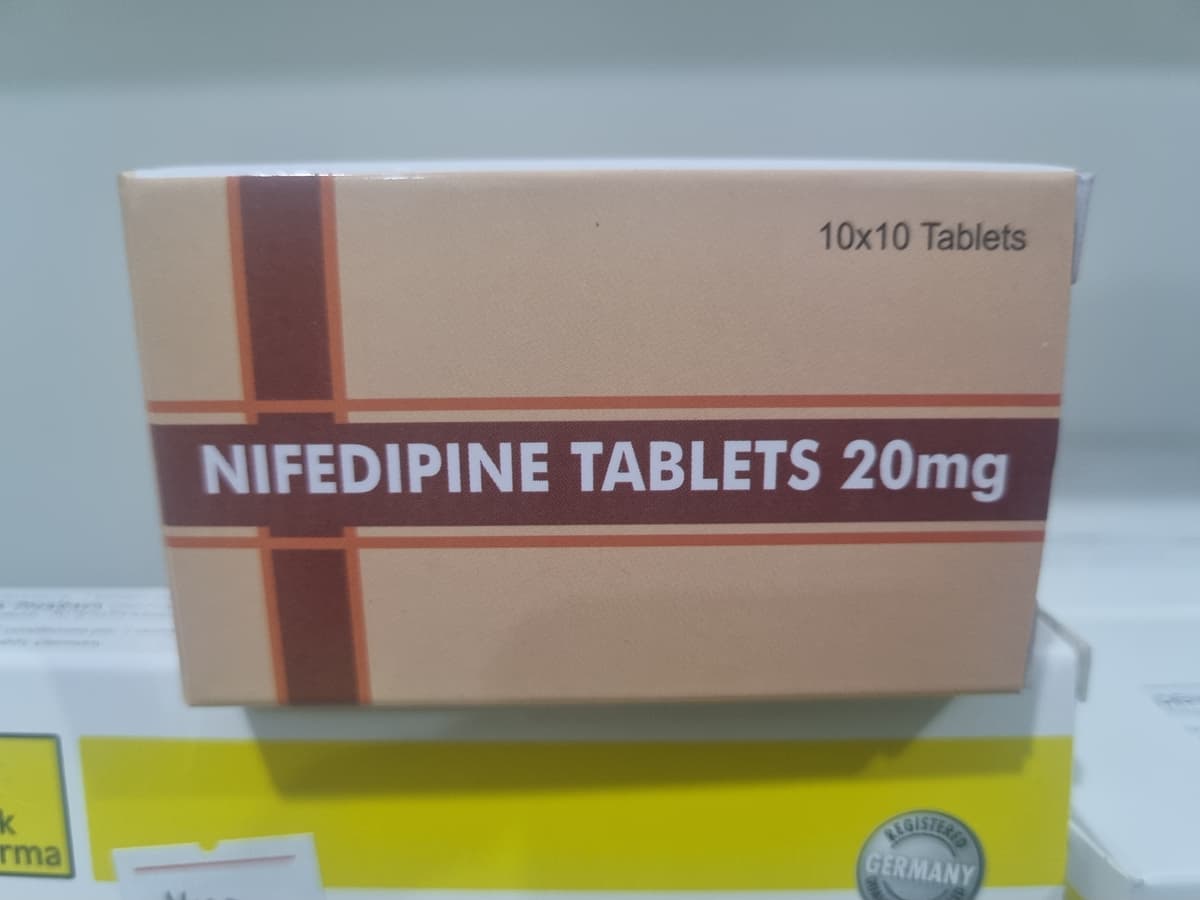 10x10 Tablets
NIFEDIPINE TABLETS 20mg
k
rma
REGISTERED
GERMANY